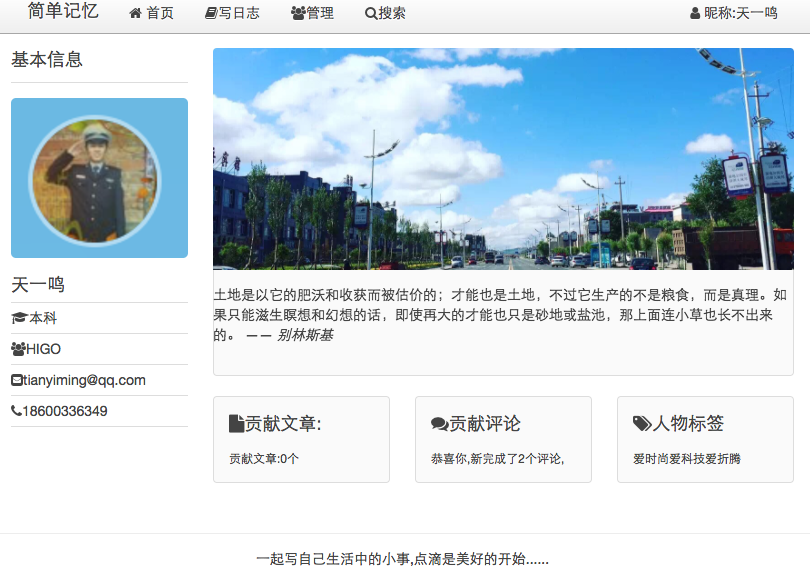 简单记忆 首页 写日志 管理 搜索 昵称:天一鸣
基本信息
天一鸣
本科
HIGO
tianyiming@qq.com
18600336349
土地是以它的肥沃和收获而被估价的；才能也是土地，不过它生产的不是粮食，而是真理。如
果只能滋生瞑想和幻想的话，即使再大的才能也只是砂地或盐池，那上面连小草也长不出来
的。 —— 别林斯基
贡献文章:
贡献文章:0个
贡献评论
恭喜你,新完成了2个评论,
人物标签
爱时尚爱科技爱折腾
一起写自己生活中的小事,点滴是美好的开始......